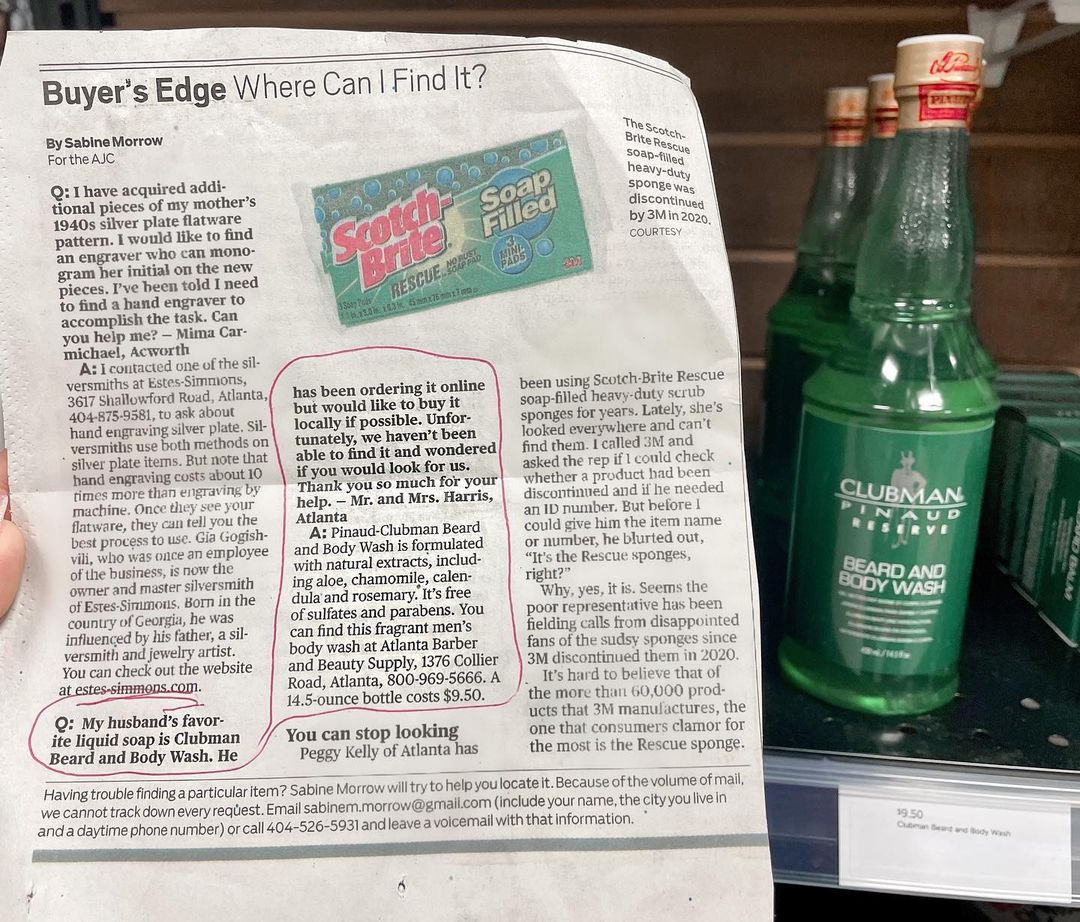 Buyer's Edge Where Can I Find It?
By Sabine Morrow
For the AJC
Q: I have acquired addi-
tional pieces of my mother's
1940s silver plate flatware
pattern. I would like to find
an engraver who can mono-
gram her initial on the new
pieces. I've been told I need
to find a hand engraver to
accomplish the task. Can
you help me? – Mima Car-
michael, Acworth
A: I contacted one of the sil-
versmiths at Estes-Simmons,
3617 Shallowford Road, Atlanta,
404-875-9581, to ask about
hand engraving silver plate. Sil-
versmiths use both methods on
silver plate items. But note that
hand engraving costs about 10
times more than engraving by
machine. Once they see your
flatware, they can tell you the
best process to use. Gia Gogish-
vili, who was once an employee
of the business, is now the
owner and master silversmith
of Estes-Simmons. Born in the
country of Georgia, he was
influenced by his father, a sil-
versmith and jewelry artist.
You can check out the website
at estes-simmons.com.
Q: My husband's favor-
ite liquid soap is Clubman
Beard and Body Wash. He
has been ordering it online
but would like to buy it
locally if possible. Unfor-
tunately, we haven't been
able to find it and wondered
if you would look for us.
Thank you so much for your
help. – Mr. and Mrs. Harris,
Atlanta
A: Pinaud-Clubman Beard
and Body Wash is formulated
with natural extracts, includ-
ing aloe, chamomile, calen-
dula and rosemary. It's free
of sulfates and parabens. You
can find this fragrant men's
body wash at Atlanta Barber
and Beauty Supply, 1376 Collier
Road, Atlanta, 800-969-5666. A
14.5-ounce bottle costs $9.50.
You can stop looking
Peggy Kelly of Atlanta has
been using Scotch-Brite Rescue
soap-filled heavy-duty scrub
sponges for years. Lately, she's
looked everywhere and can't
find them. I called 3M and
asked the rep if I could check
whether a product had been
discontinued and if he needed
an ID number. But before I
could give him the item name
or number, he blurted out,
"It's the Rescue sponges,
right?"
Why, yes, it is. Seems the
poor representative has been
fielding calls from disappointed
fans of the sudsy sponges since
3M discontinued them in 2020.
It's hard to believe that of
the more than 60,000 prod-
ucts that 3M manufactures, the
one that consumers clamor for
the most is the Rescue sponge.
Scotch-
Brite
RESCUE
NO RUST
SOAP PAD
Soap
Filled
3
MINI
PADS
3M
The Scotch-
Brite Rescue
soap-filled
heavy-duty
sponge was
discontinued
by 3M in 2020.
COURTESY
Having trouble finding a particular item? Sabine Morrow will try to help you locate it. Because of the volume of mail,
we cannot track down every request. Email sabinem.morrow@gmail.com (include your name, the city you live in
and a daytime phone number) or call 404-526-5931 and leave a voicemail with that information.
CLUBMAN
PINAUD
RESERVE
BEARD AND
BODY WASH
$9.50
Clubman Beard and Body Wash